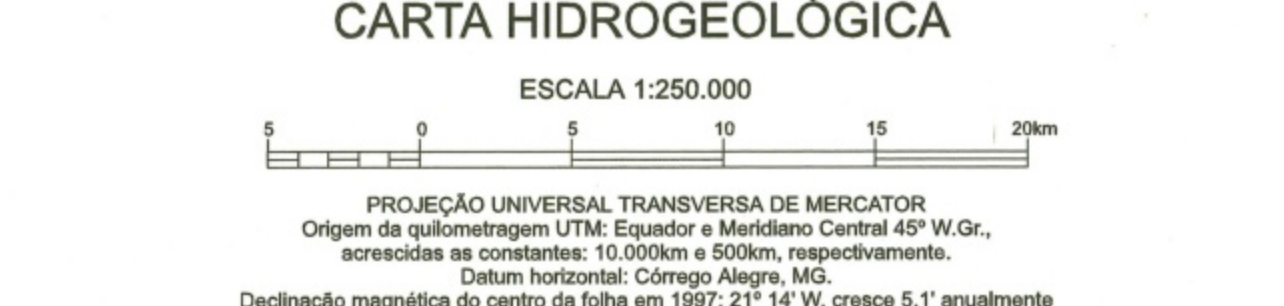 CARTA HIDROGEOLÓGICA
ESCALA 1:250.000
5 0 5 10 15 20km
PROJEÇÃO UNIVERSAL TRANSVERSA DE MERCATOR
Origem da quilometragem UTM: Equador e Meridiano Central 45º W.Gr.,
acrescidas as constantes: 10.000km e 500km, respectivamente.
Datum horizontal: Córrego Alegre, MG.
Declinação magnética do centro da folha em 1997: 21º 14' W, cresce 5,1' anualmente